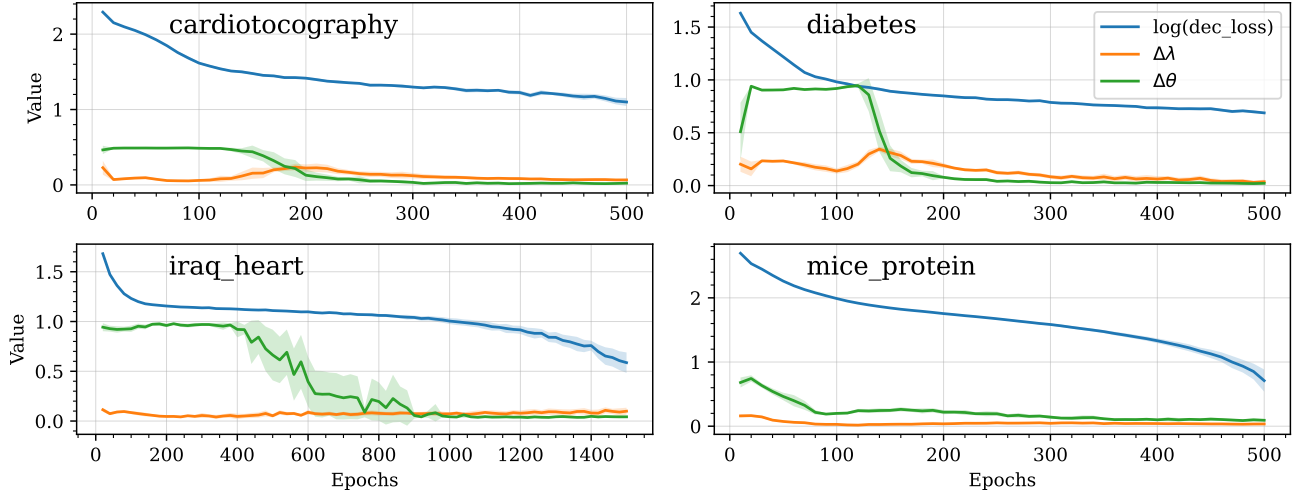 cardiotocography
Value
2
1
0
0 100 200 300 400 500
diabetes
log(dec_loss)
Δλ
Δθ
1.5
1.0
0.5
0.0
0 100 200 300 400 500
iraq_heart
Value
1.5
1.0
0.5
0.0
0 200 400 600 800 1000 1200 1400
Epochs
mice_protein
2
1
0
0 100 200 300 400 500
Epochs